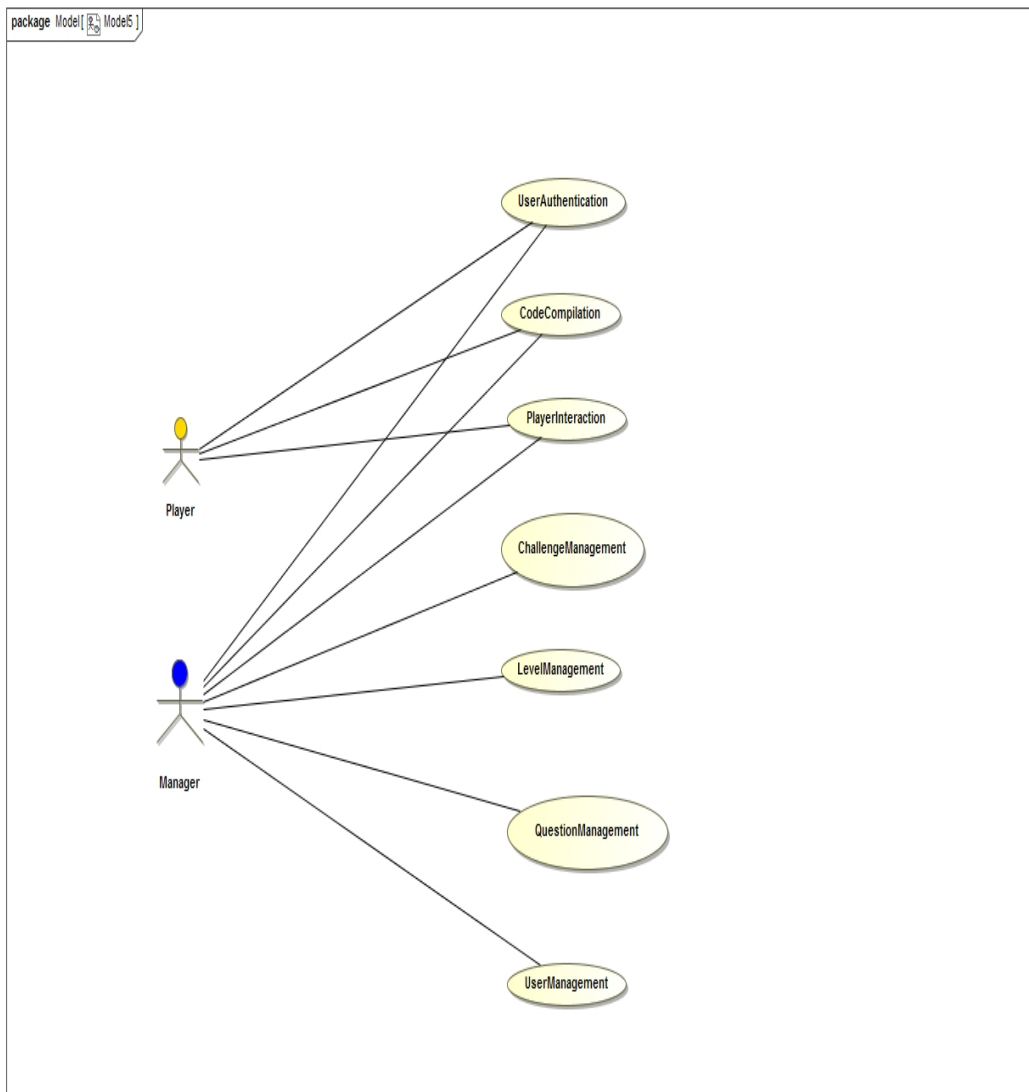 package Model[ Model5 ]
UserAuthentication
CodeCompilation
PlayerInteraction
Player
ChallengeManagement
LevelManagement
Manager
QuestionManagement
UserManagement